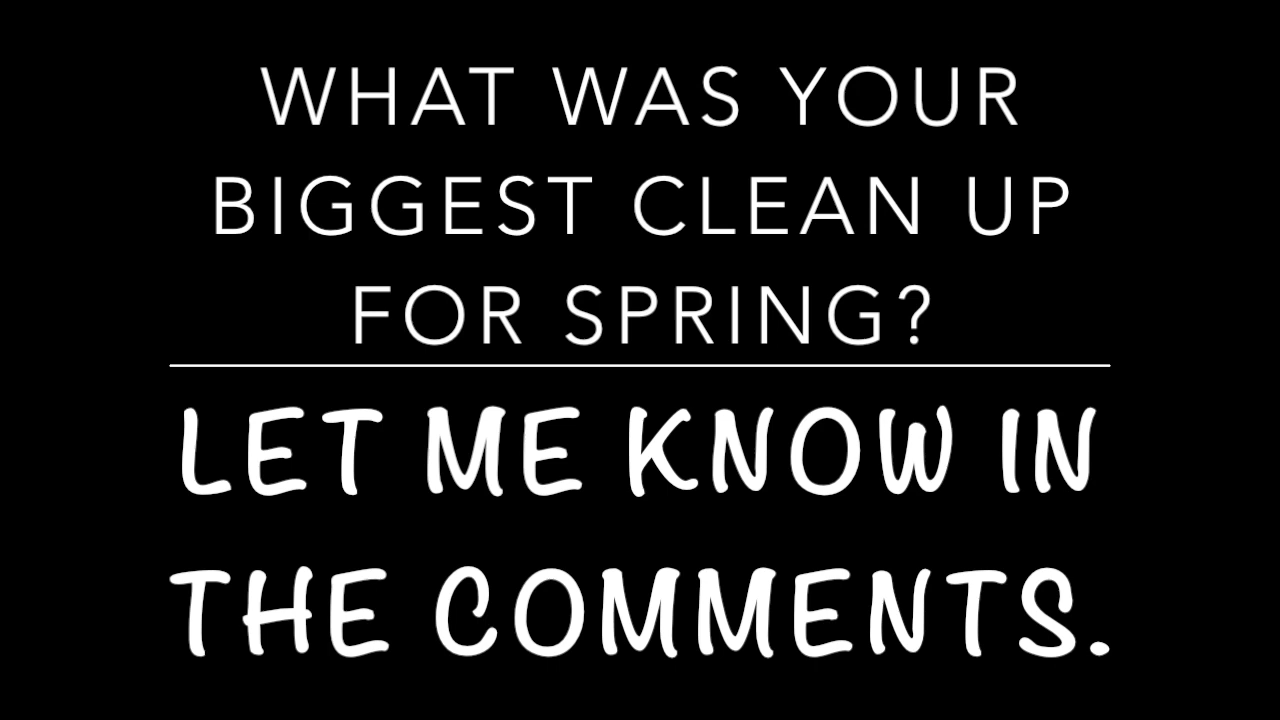 WHAT WAS YOUR
BIGGEST CLEAN UP
FOR SPRING?
LET ME KNOW IN
THE COMMENTS.